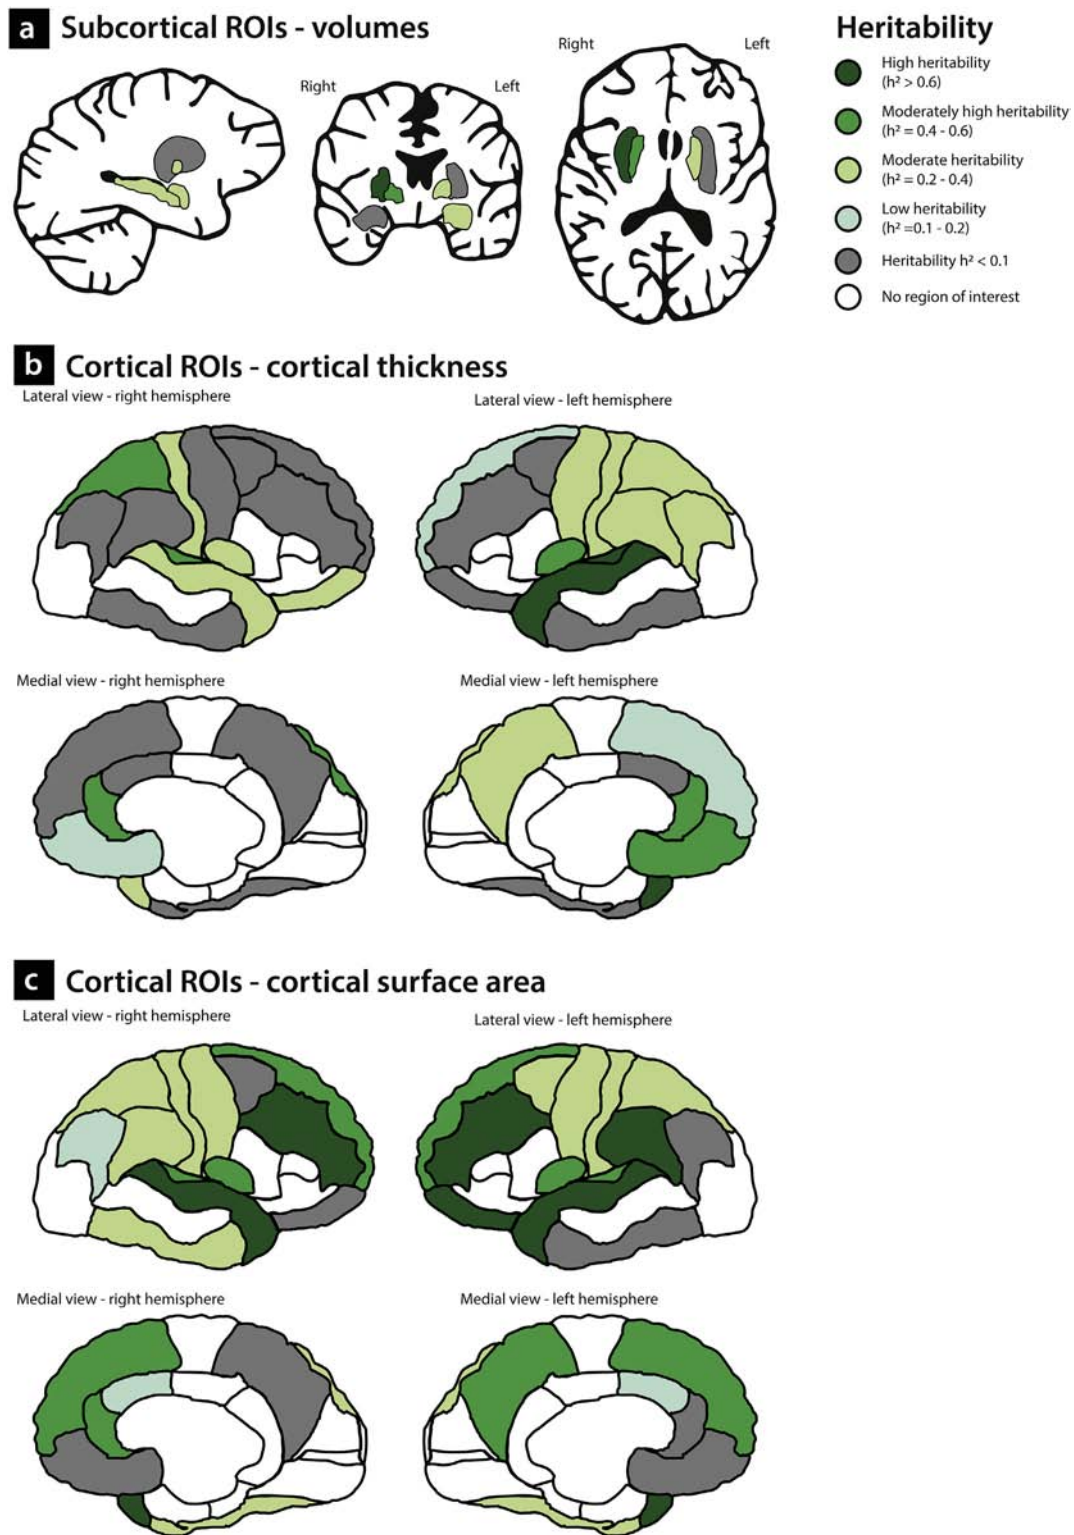 a Subcortical ROIs - volumes
Right
Left
Right
Left
Heritability
High heritability
(h² > 0.6)
Moderately high heritability
(h² = 0.4 - 0.6)
Moderate heritability
(h² = 0.2 - 0.4)
Low heritability
(h² =0.1 - 0.2)
Heritability h² < 0.1
No region of interest
b Cortical ROIs - cortical thickness
Lateral view - right hemisphere
Lateral view - left hemisphere
Medial view - right hemisphere
Medial view - left hemisphere
c Cortical ROIs - cortical surface area
Lateral view - right hemisphere
Lateral view - left hemisphere
Medial view - right hemisphere
Medial view - left hemisphere